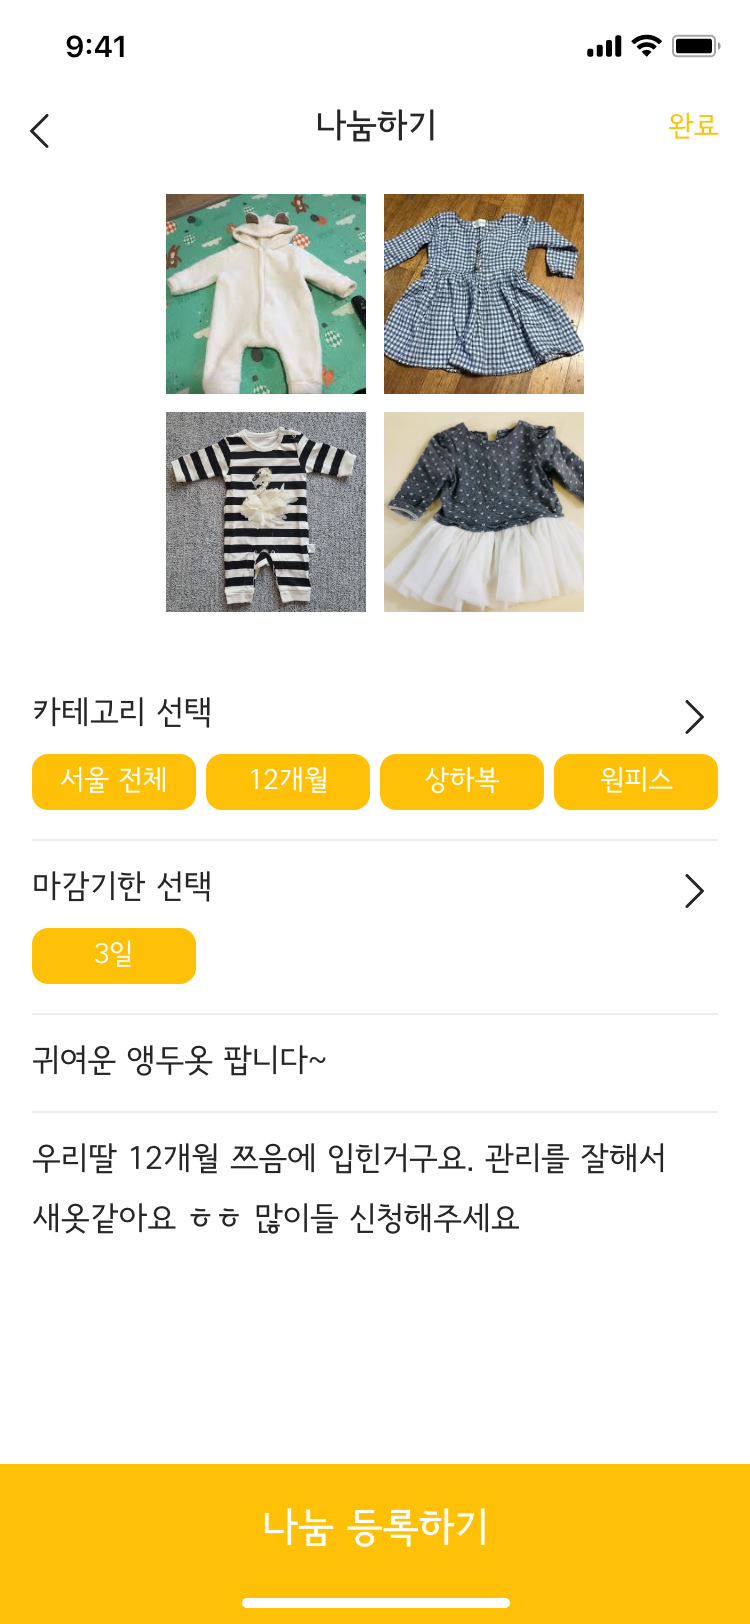 9:41
나눔하기
완료
카테고리 선택
서울 전체
12개월
상하복
원피스
마감기한 선택
3일
귀여운 앵두옷 팝니다~
우리딸 12개월 쯔음에 입힌거구요. 관리를 잘해서
새옷같아요 ㅎㅎ 많이들 신청해주세요
나눔 등록하기